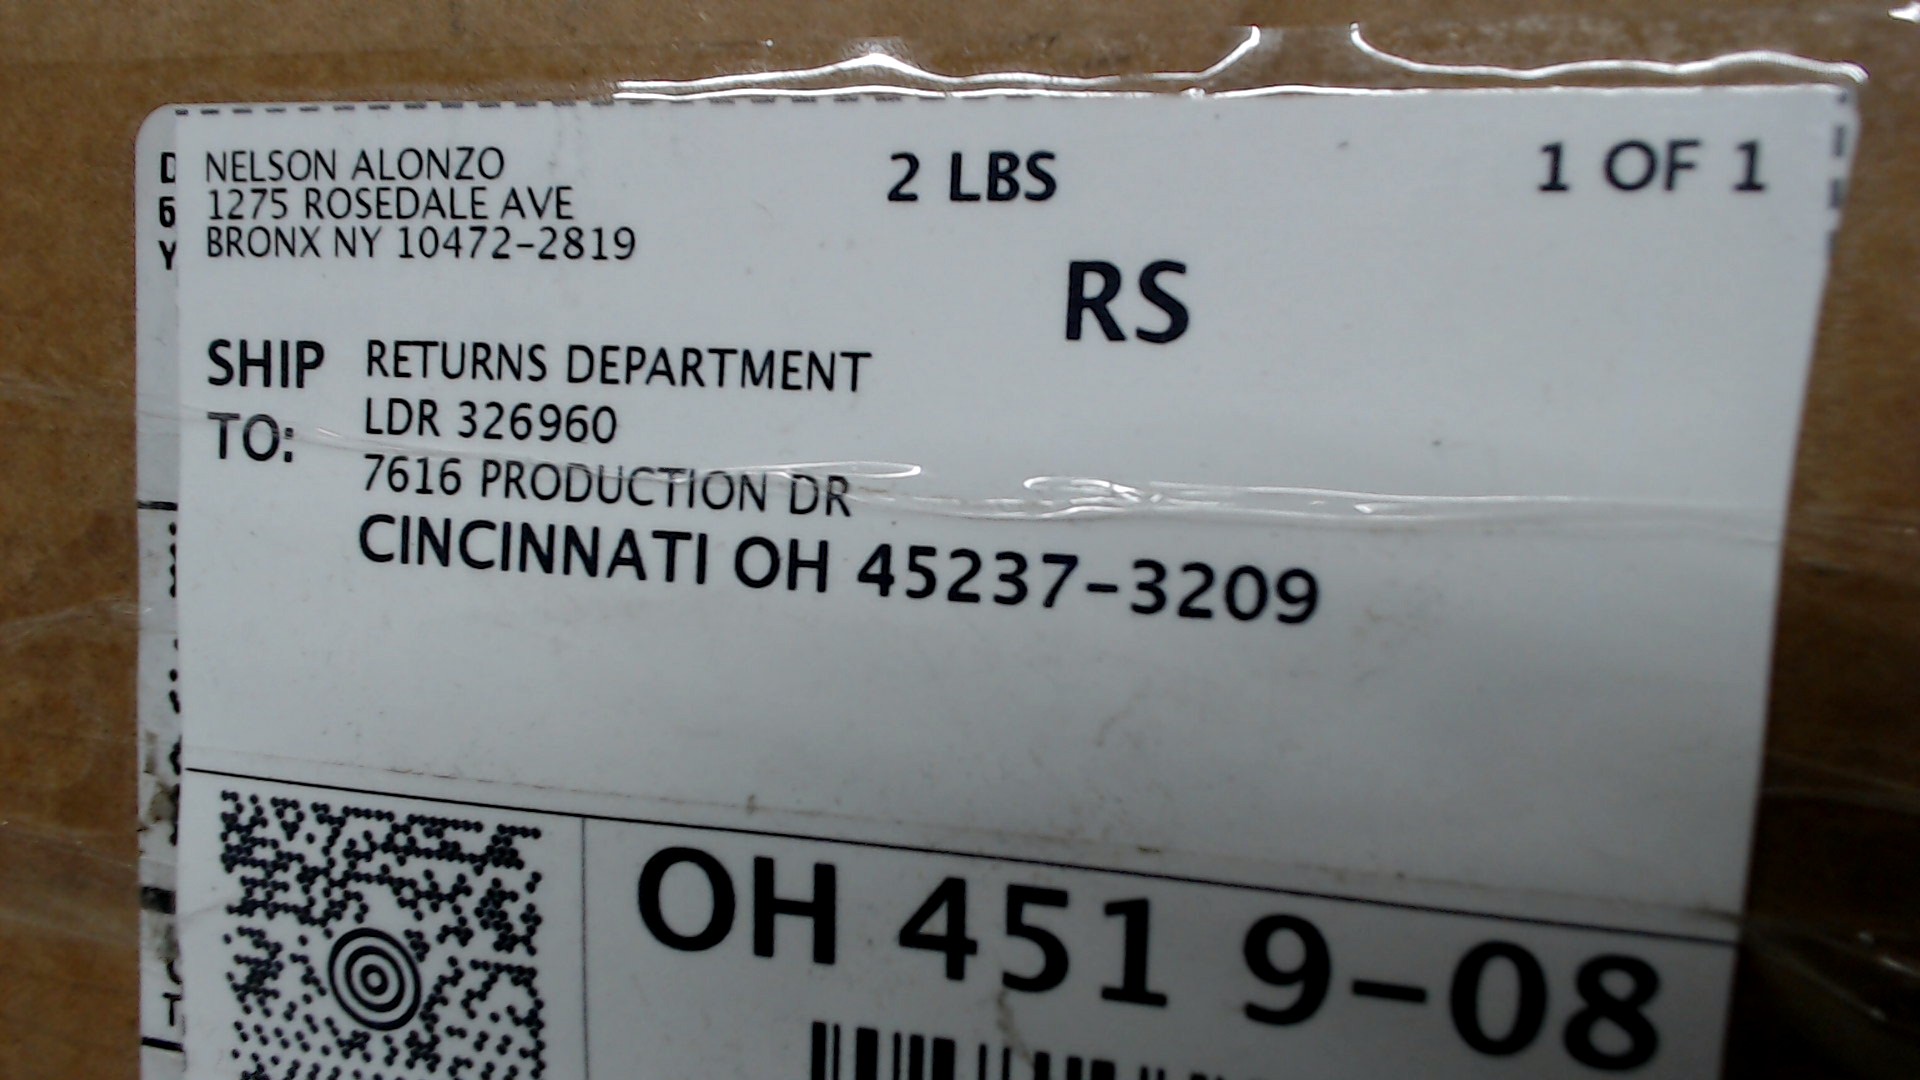 NELSON ALONZO
1275 ROSEDALE AVE
BRONX NY 10472-2819
2 LBS
1 OF 1
RS
SHIP TO:
RETURNS DEPARTMENT
LDR 326960
7616 PRODUCTION DR
CINCINNATI OH 45237-3209
OH 451 9-08